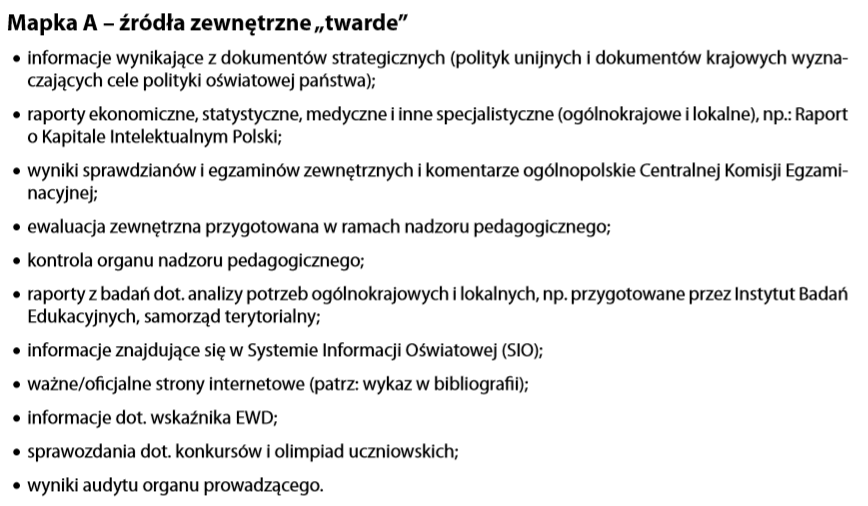 Mapka A – źródła zewnętrzne „twarde”
• informacje wynikające z dokumentów strategicznych (polityk unijnych i dokumentów krajowych wyzna-
czających cele polityki oświatowej państwa);
• raporty ekonomiczne, statystyczne, medyczne i inne specjalistyczne (ogólnokrajowe i lokalne), np.: Raport
o Kapitale Intelektualnym Polski;
• wyniki sprawdzianów i egzaminów zewnętrznych i komentarze ogólnopolskie Centralnej Komisji Egzami-
nacyjnej;
• ewaluacja zewnętrzna przygotowana w ramach nadzoru pedagogicznego;
• kontrola organu nadzoru pedagogicznego;
• raporty z badań dot. analizy potrzeb ogólnokrajowych i lokalnych, np. przygotowane przez Instytut Badań
Edukacyjnych, samorząd terytorialny;
• informacje znajdujące się w Systemie Informacji Oświatowej (SIO);
• ważne/oficjalne strony internetowe (patrz: wykaz w bibliografii);
• informacje dot. wskaźnika EWD;
• sprawozdania dot. konkursów i olimpiad uczniowskich;
• wyniki audytu organu prowadzącego.